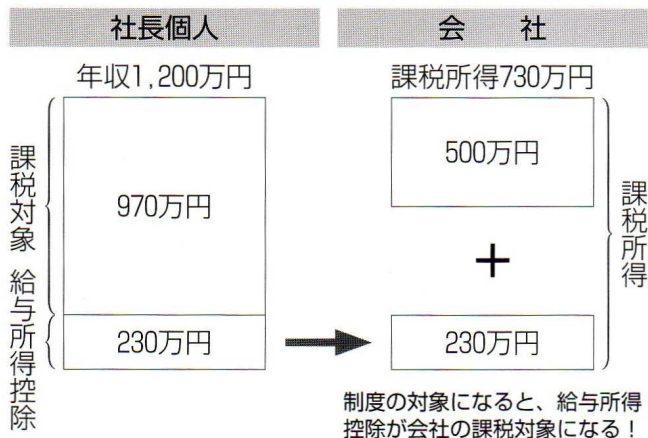 社長個人
年収1,200万円
課税対象
970万円
給与所得控除
230万円
会 社
課税所得730万円
500万円
+
230万円
課税所得
制度の対象になると、給与所得
控除が会社の課税対象になる!